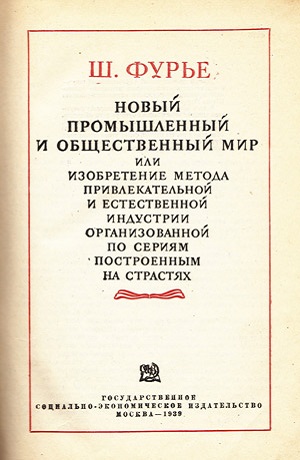 Ш. ФУРЬЕ
НОВЫЙ
ПРОМЫШЛЕННЫЙ
И ОБЩЕСТВЕННЫЙ МИР
ИЛИ
ИЗОБРЕТЕНИЕ МЕТОДА
ПРИВЛЕКАТЕЛЬНОЙ
И ЕСТЕСТВЕННОЙ
ИНДУСТРИИ
ОРГАНИЗОВАННОЙ
ПО СЕРИЯМ
ПОСТРОЕННЫМ
НА СТРАСТЯХ
ГОСУДАРСТВЕННОЕ
СОЦИАЛЬНО-ЭКОНОМИЧЕСКОЕ ИЗДАТЕЛЬСТВО
МОСКВА—1939